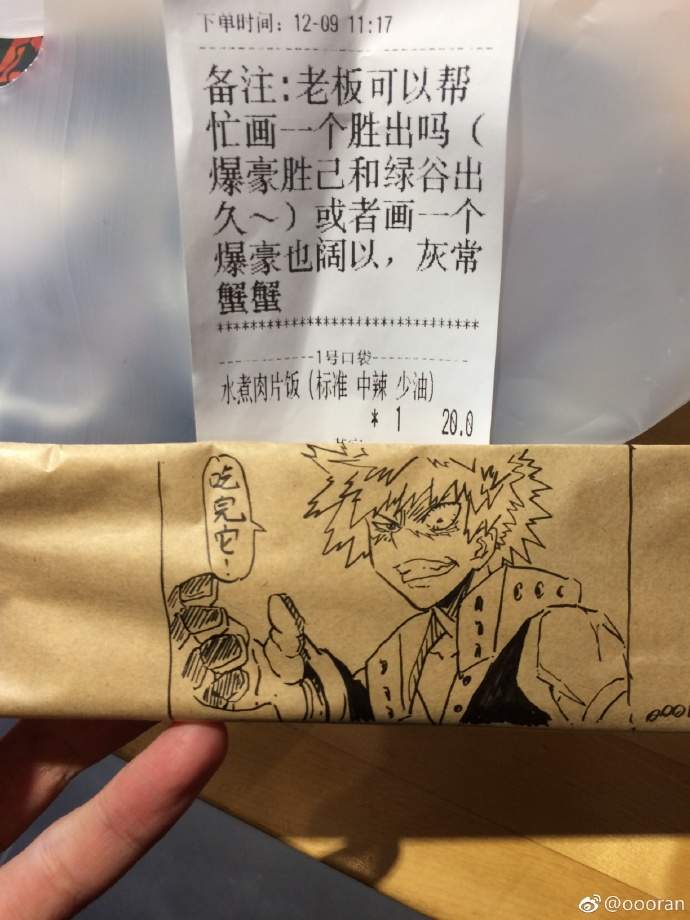 下单时间: 12-09 11:17
备注:老板可以帮
忙画一个胜出吗(
爆豪胜己和绿谷出
久~)或者画一个
爆豪也阔以,灰常
蟹蟹
********************************
----------1号口袋----------
水煮肉片饭(标准 中辣 少油)
*1 20.0
吃完它!
@oooran